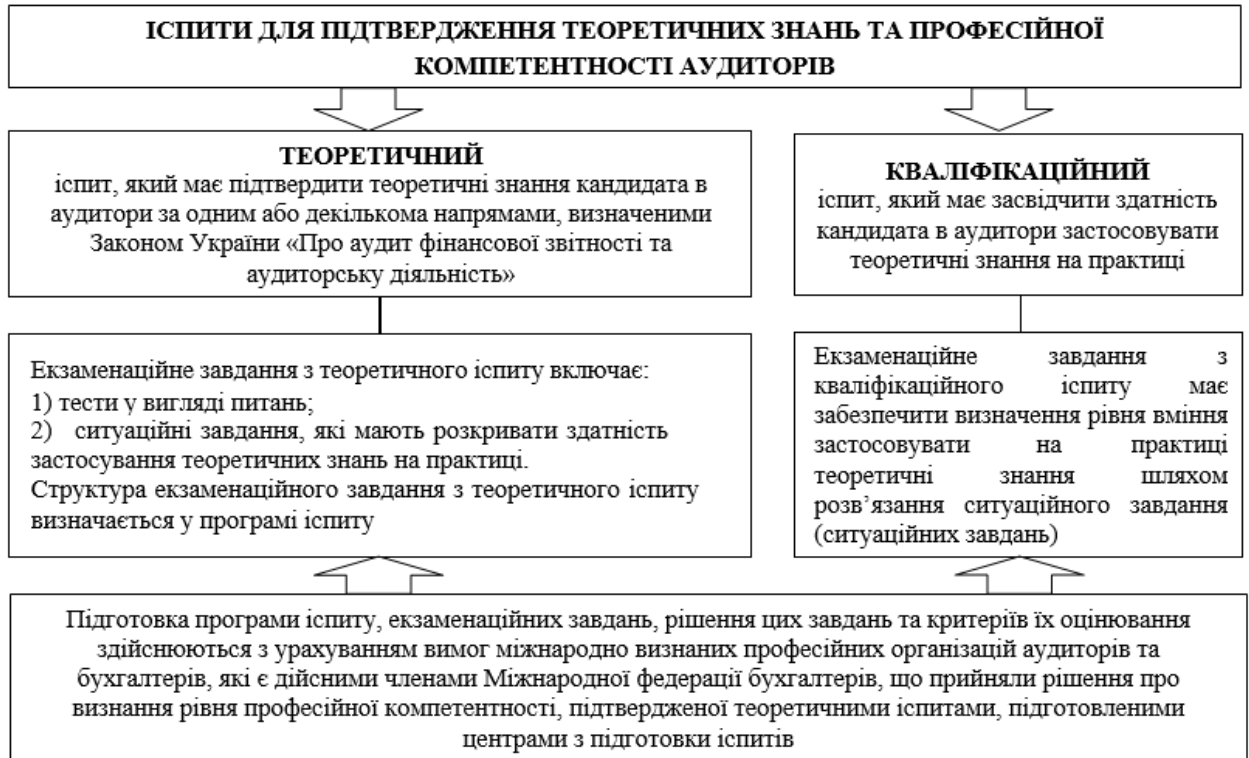 ІСПИТИ ДЛЯ ПІДТВЕРДЖЕННЯ ТЕОРЕТИЧНИХ ЗНАНЬ ТА ПРОФЕСІЙНОЇ
КОМПЕТЕНТНОСТІ АУДИТОРІВ
ТЕОРЕТИЧНИЙ
іспит, який має підтвердити теоретичні знання кандидата в
аудитори за одним або декількома напрямами, визначеними
Законом України «Про аудит фінансової звітності та
аудиторську діяльність»
КВАЛІФІКАЦІЙНИЙ
іспит, який має засвідчити здатність
кандидата в аудитори застосовувати
теоретичні знання на практиці
Екзаменаційне завдання з теоретичного іспиту включає:
1) тести у вигляді питань;
2) ситуаційні завдання, які мають розкривати здатність
застосування теоретичних знань на практиці.
Структура екзаменаційного завдання з теоретичного іспиту
визначається у програмі іспиту
Екзаменаційне завдання з
кваліфікаційного іспиту має
забезпечити визначення рівня вміння
застосовувати на практиці
теоретичні знання шляхом
розв’язання ситуаційного завдання
(ситуаційних завдань)
Підготовка програми іспиту, екзаменаційних завдань, рішення цих завдань та критеріїв їх оцінювання
здійснюються з урахуванням вимог міжнародно визнаних професійних організацій аудиторів та
бухгалтерів, які є дійсними членами Міжнародної федерації бухгалтерів, що прийняли рішення про
визнання рівня професійної компетентності, підтвердженої теоретичними іспитами, підготовленими
центрами з підготовки іспитів